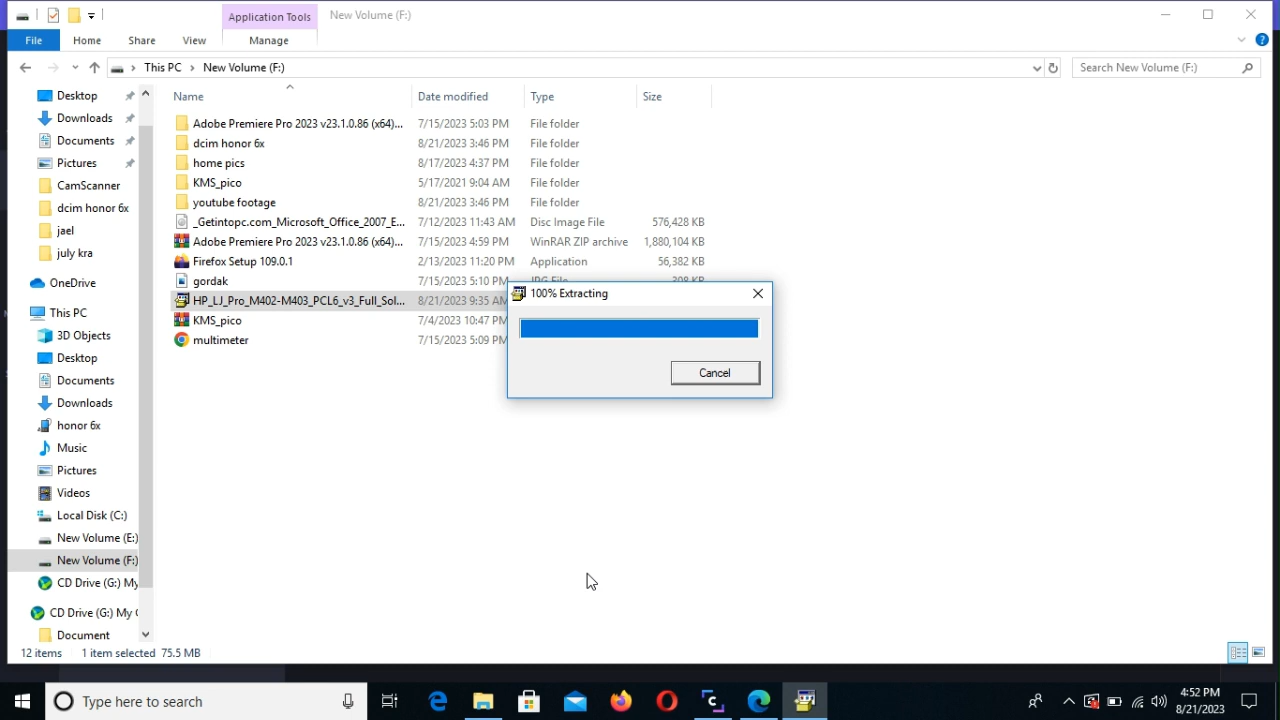 Application Tools
New Volume (F:)
File
Home
Share
View
Manage
This PC
New Volume (F:)
Search New Volume (F:)
Desktop
Downloads
Documents
Pictures
CamScanner
dcim honor 6x
jael
july kra
OneDrive
This PC
3D Objects
Desktop
Documents
Downloads
honor 6x
Music
Pictures
Videos
Local Disk (C:)
New Volume (E:)
New Volume (F:)
CD Drive (G:) My
CD Drive (G:) My C
Document
Name Date modified Type Size
Adobe Premiere Pro 2023 v23.1.0.86 (x64)... 7/15/2023 5:03 PM File folder
dcim honor 6x 8/21/2023 3:46 PM File folder
home pics 8/17/2023 4:37 PM File folder
KMS_pico 5/17/2021 9:04 AM File folder
youtube footage 8/21/2023 3:46 PM File folder
_Getintopc.com_Microsoft_Office_2007_E... 7/12/2023 11:43 AM Disc Image File 576,428 KB
Adobe Premiere Pro 2023 v23.1.0.86 (x64)... 7/15/2023 4:59 PM WinRAR ZIP archive 1,880,104 KB
Firefox Setup 109.0.1 2/13/2023 11:20 PM Application 56,382 KB
gordak 7/15/2023 5:10 PM JPG File 308 KB
HP_LJ_Pro_M402-M403_PCL6_v3_Full_Sol... 8/21/2023 9:35 AM
KMS_pico 7/4/2023 10:47 PM
multimeter 7/15/2023 5:09 PM
100% Extracting
Cancel
12 items 1 item selected 75.5 MB
Type here to search
4:52 PM
8/21/2023